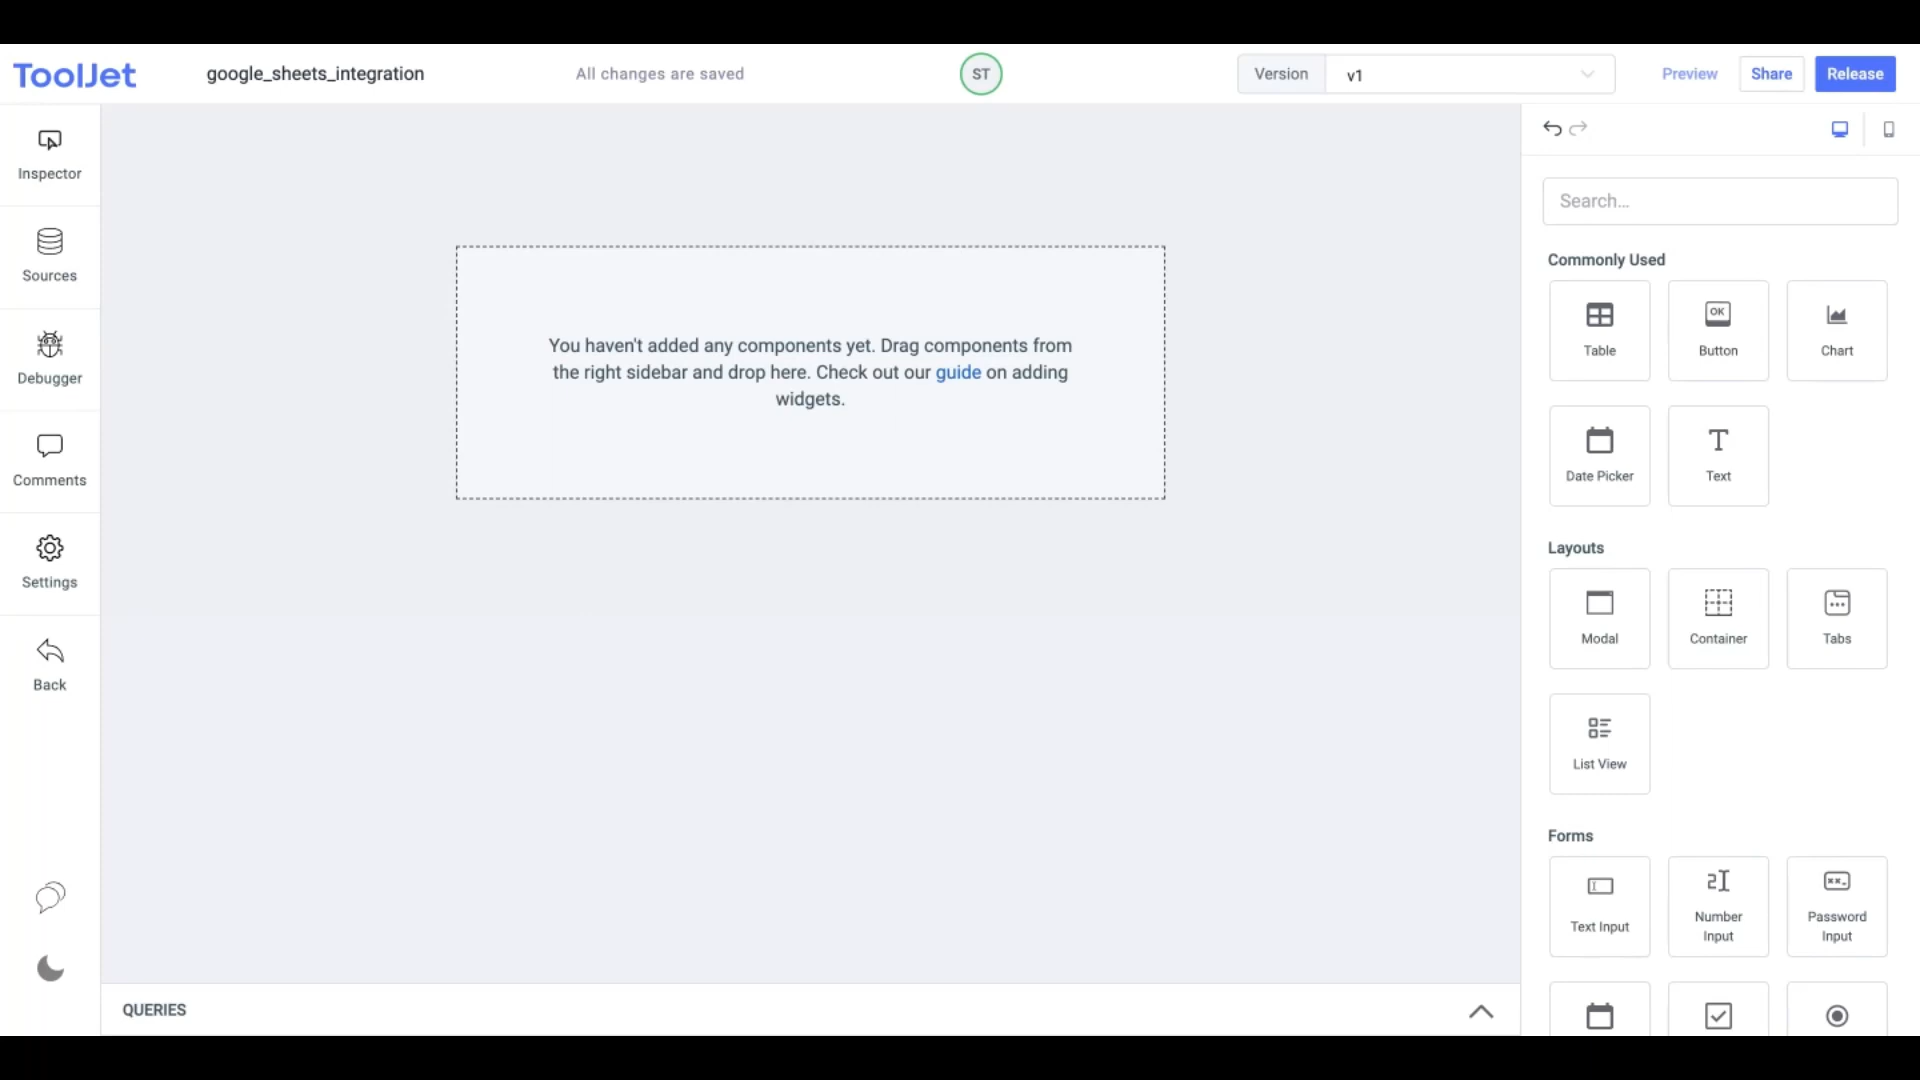 ToolJet
google_sheets_integration
All changes are saved
ST
Version
v1
Preview
Share
Release
Inspector
Sources
Debugger
Comments
Settings
Back
You haven't added any components yet. Drag components from
the right sidebar and drop here. Check out our guide on adding
widgets.
QUERIES
Search...
Commonly Used
Table
OK
Button
Chart
Date Picker
Text
Layouts
Modal
Container
Tabs
List View
Forms
Text Input
Number
Input
Password
Input